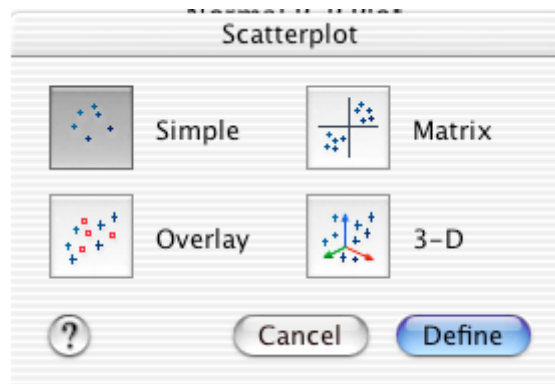 Scatterplot
Simple
Matrix
Overlay
3-D
?
Cancel
Define